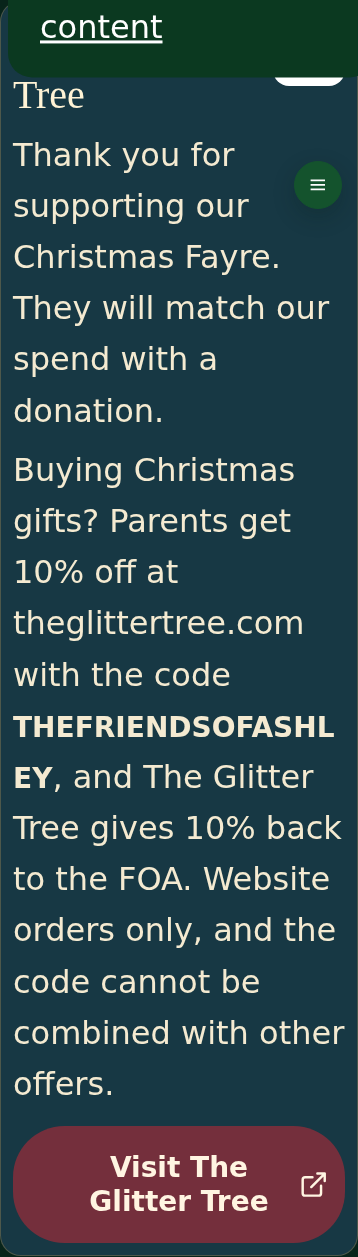 content
Tree
Thank you for
supporting our
Christmas Fayre.
They will match our
spend with a
donation.
Buying Christmas
gifts? Parents get
10% off at
theglittertree.com
with the code
THEFRIENDSOFASHL
EY, and The Glitter
Tree gives 10% back
to the FOA. Website
orders only, and the
code cannot be
combined with other
offers.
Visit The
Glitter Tree